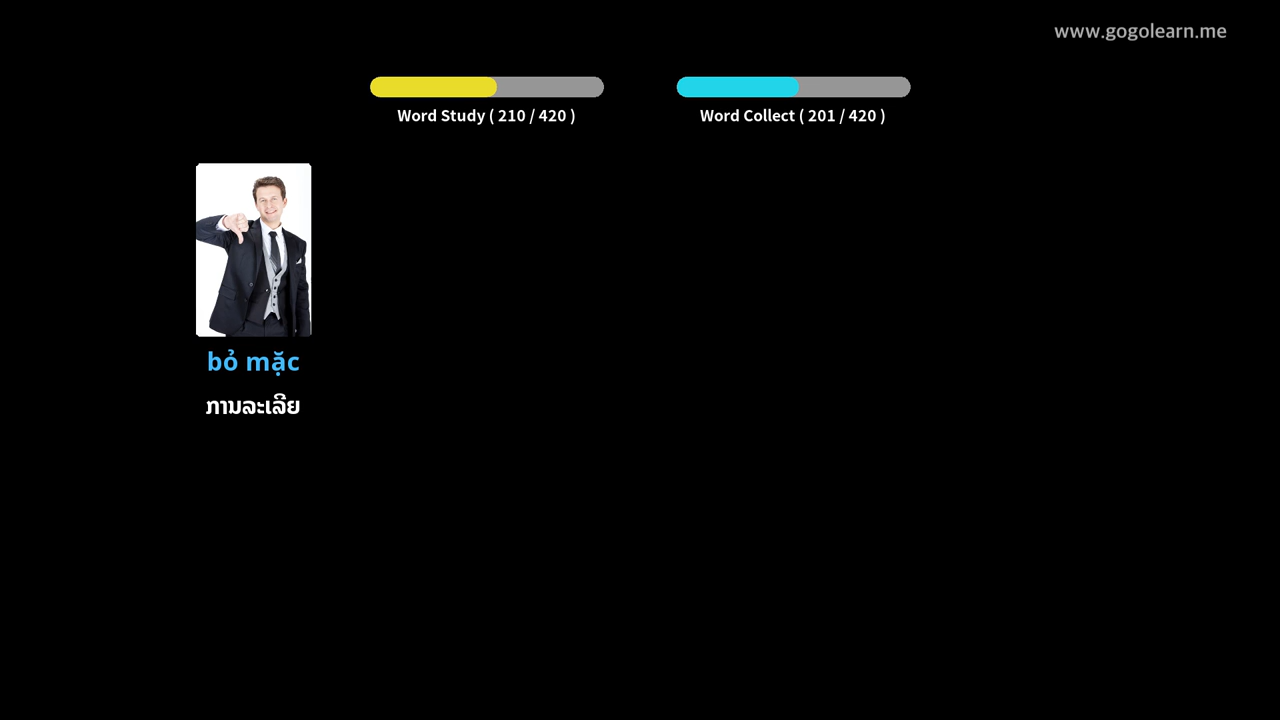 www.gogolearn.me
Word Study ( 210 / 420 )
Word Collect ( 201 / 420 )
bỏ mặc
ການລະເລີຍ